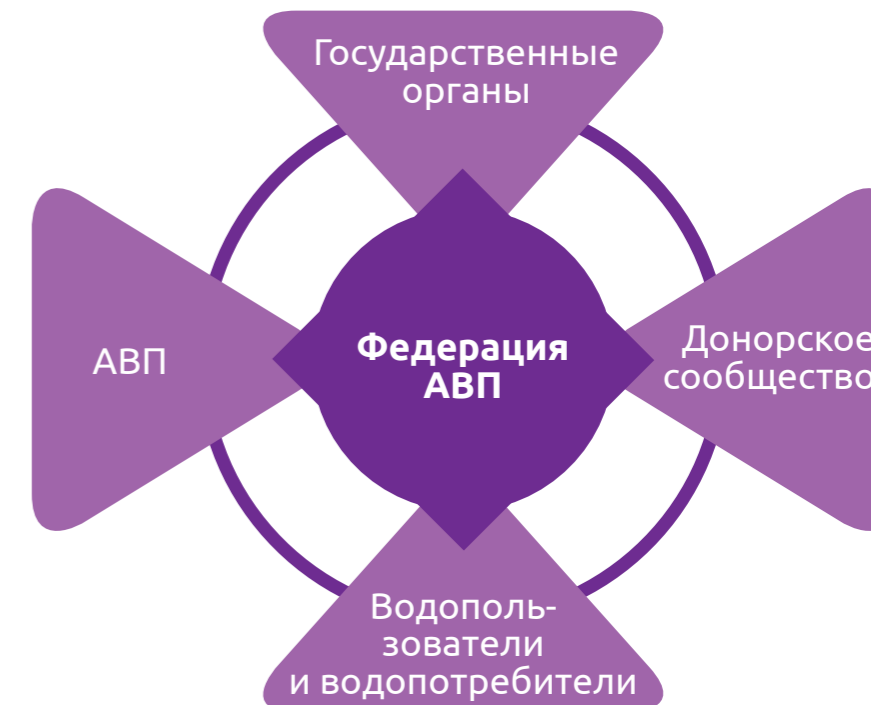 Государственные
органы
АВП
Федерация
АВП
Донорское
сообщество
Водополь-
зователи
и водопотребители